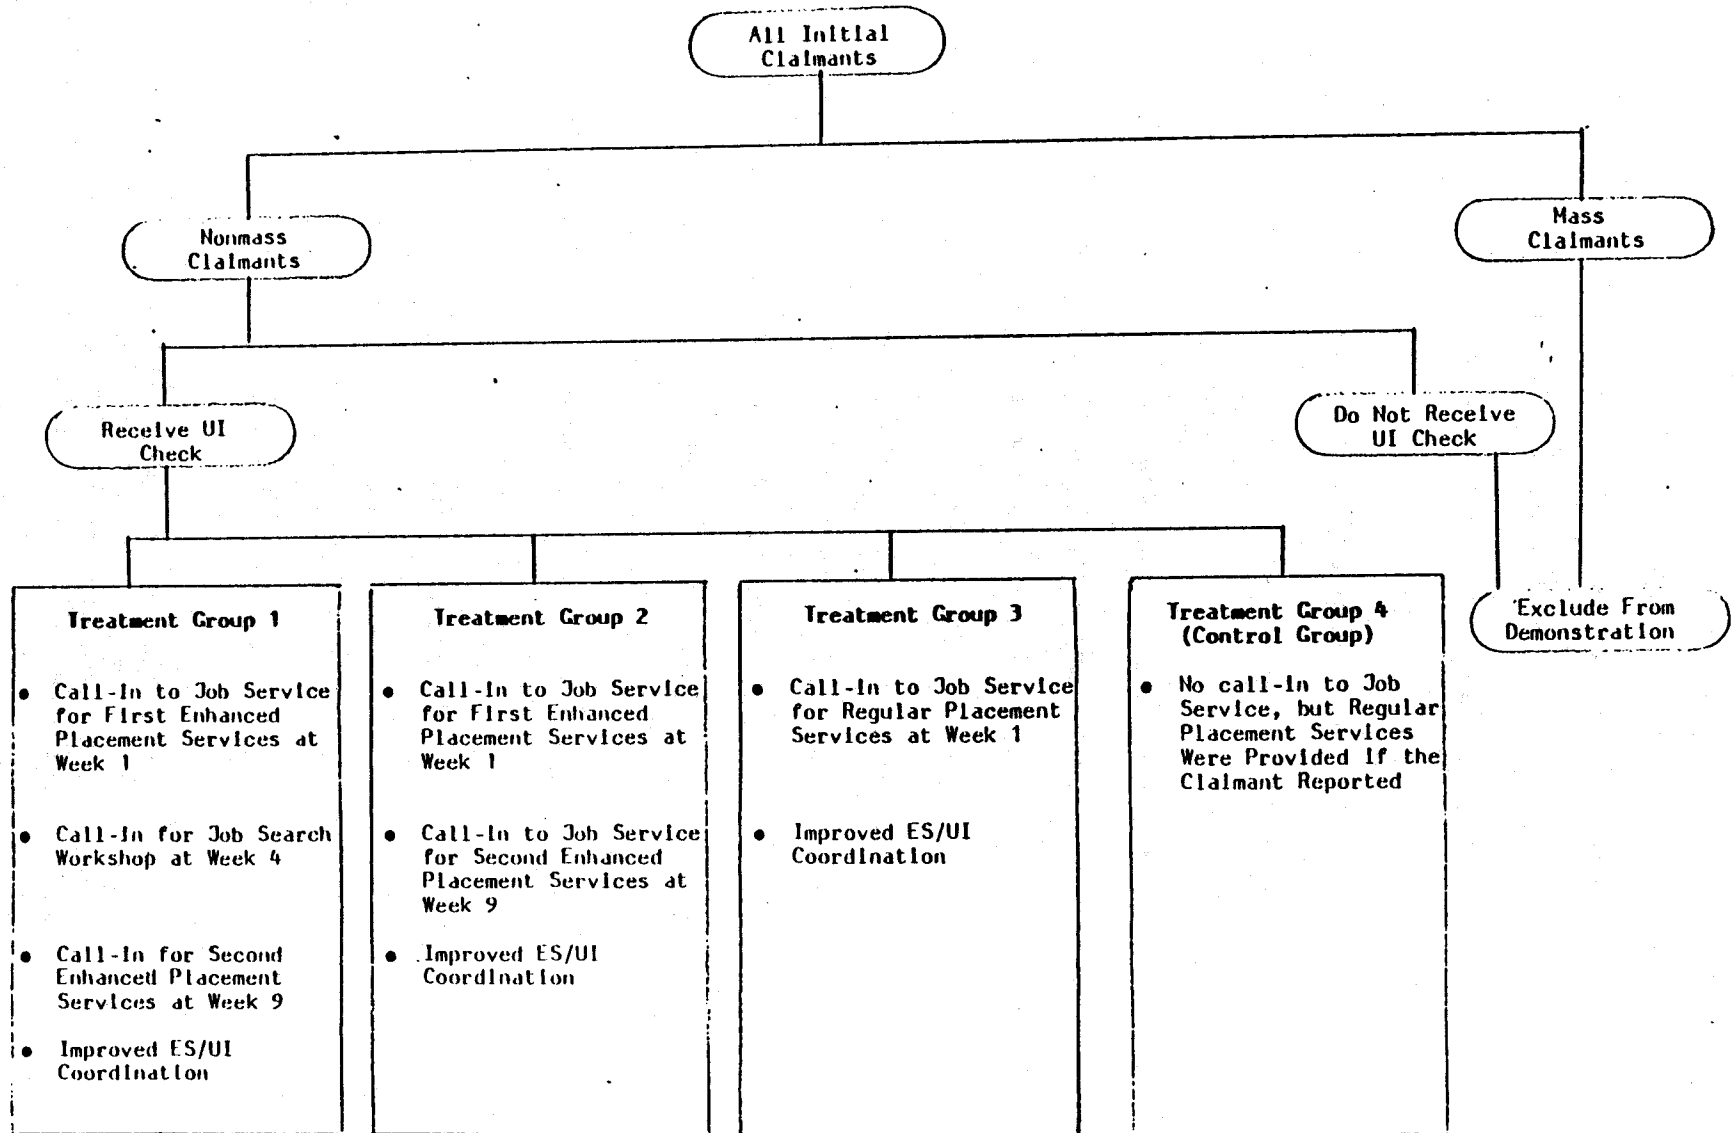 All Initial
Claimants
Nonmass
Claimants
Mass
Claimants
Receive UI
Check
Do Not Receive
UI Check
Exclude From
Demonstration
Treatment Group 1
• Call-In to Job Service
for First Enhanced
Placement Services at
Week 1
• Call-In for Job Search
Workshop at Week 4
• Call-In for Second
Enhanced Placement
Services at Week 9
• Improved ES/UI
Coordination
Treatment Group 2
• Call-In to Job Service
for First Enhanced
Placement Services at
Week 1
• Call-In to Job Service
for Second Enhanced
Placement Services at
Week 9
• Improved ES/UI
Coordination
Treatment Group 3
• Call-In to Job Service
for Regular Placement
Services at Week 1
• Improved ES/UI
Coordination
Treatment Group 4
(Control Group)
• No call-in to Job
Service, but Regular
Placement Services
Were Provided if the
Claimant Reported